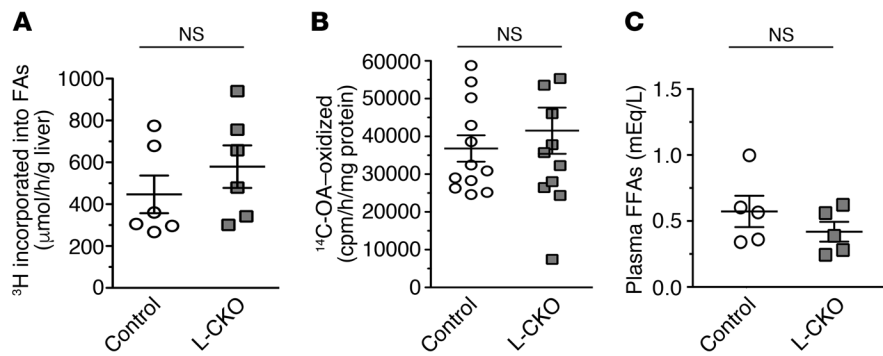 A
NS
³H incorporated into FAs
(μmol/h/g liver)
1000
800
600
400
200
0
Control
L-CKO
B
NS
¹⁴C-OA–oxidized
(cpm/h/mg protein)
60000
50000
40000
30000
20000
10000
0
Control
L-CKO
C
NS
Plasma FFAs (mEq/L)
1.5
1.0
0.5
0.0
Control
L-CKO